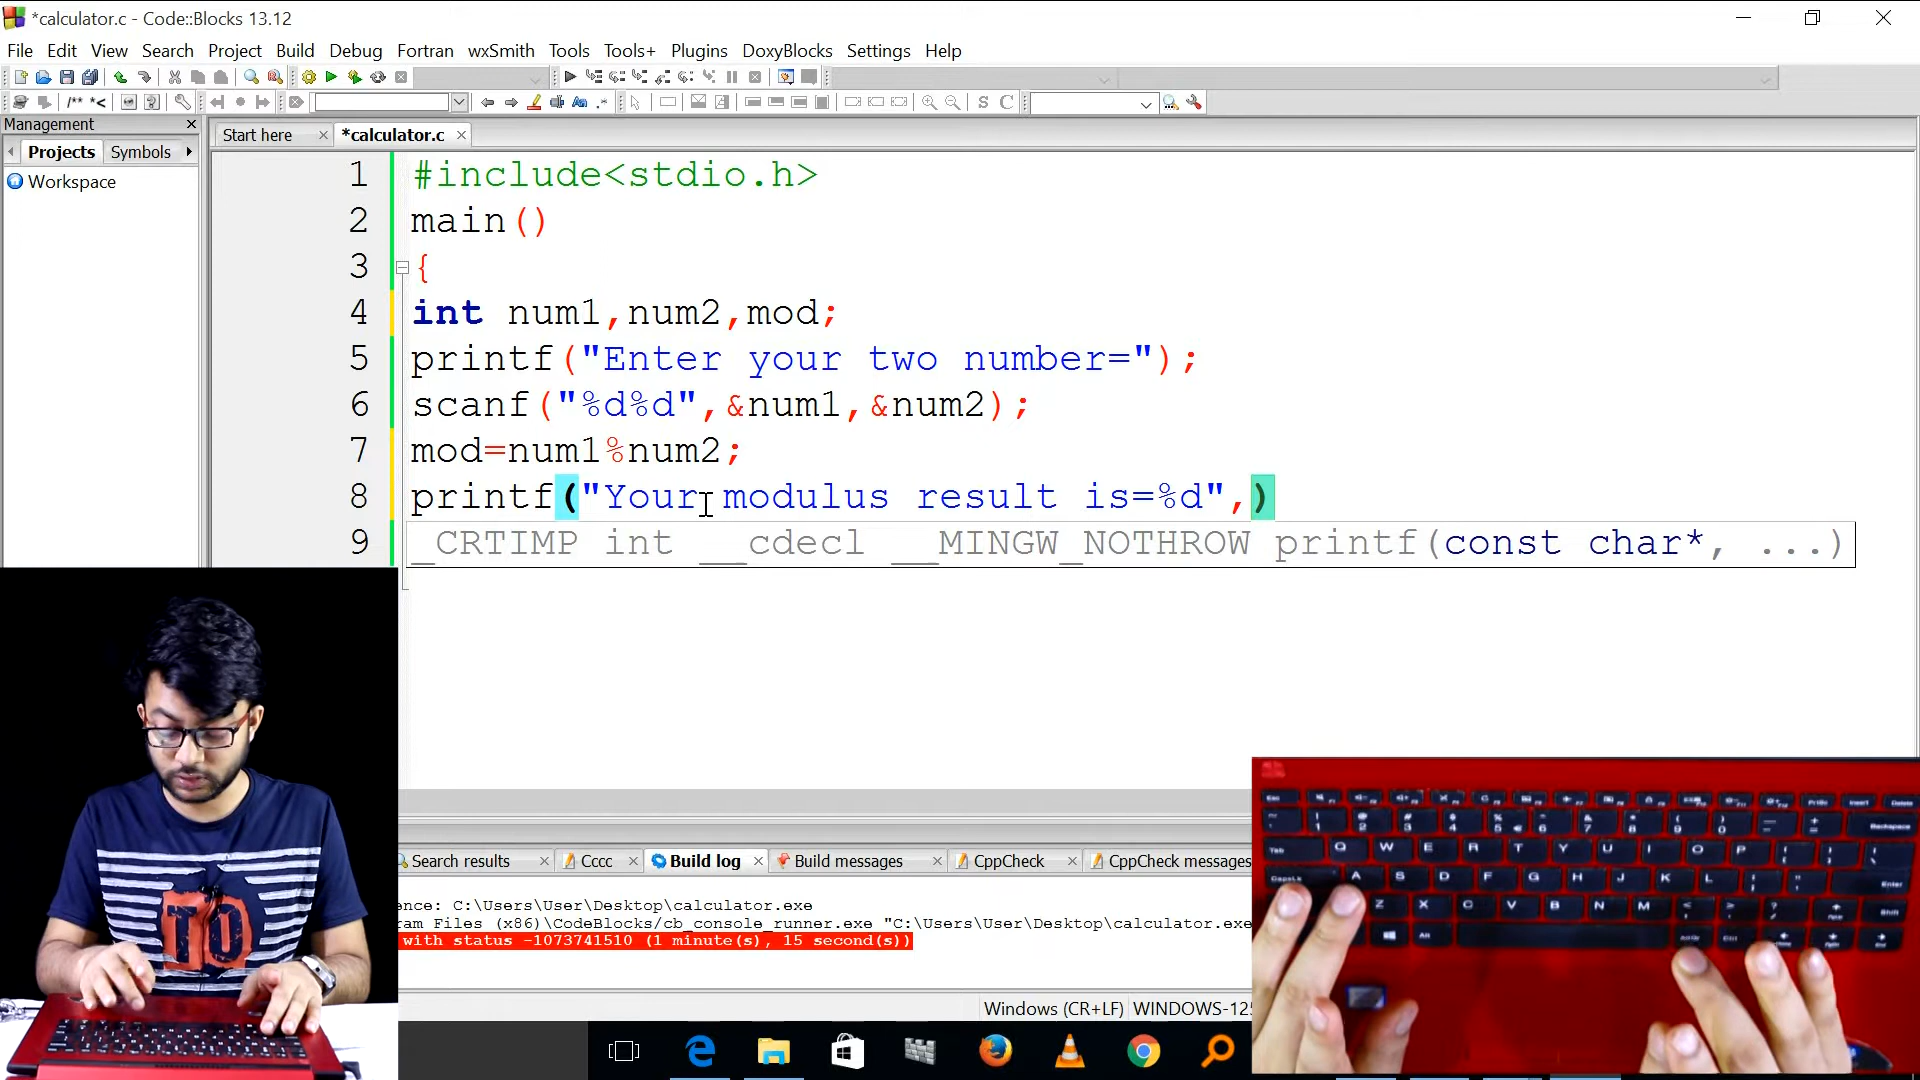 *calculator.c - Code::Blocks 13.12
File Edit View Search Project Build Debug Fortran wxSmith Tools Tools+ Plugins DoxyBlocks Settings Help
Management
Start here *calculator.c
Projects Symbols
Workspace
1 #include<stdio.h>
2 main()
3 {
4 int num1,num2,mod;
5 printf("Enter your two number=");
6 scanf("%d%d",&num1,&num2);
7 mod=num1%num2;
8 printf("Your modulus result is=%d",)
9 _CRTIMP int __cdecl __MINGW_NOTHROW printf(const char*, ...)
Search results Cccc Build log Build messages CppCheck CppCheck messages
ence: C:\Users\User\Desktop\calculator.exe
ram Files (x86)\CodeBlocks/cb_console_runner.exe "C:\Users\User\Desktop\calculator.exe
with status -1073741510 (1 minute(s), 15 second(s))
Windows (CR+LF) WINDOWS-125